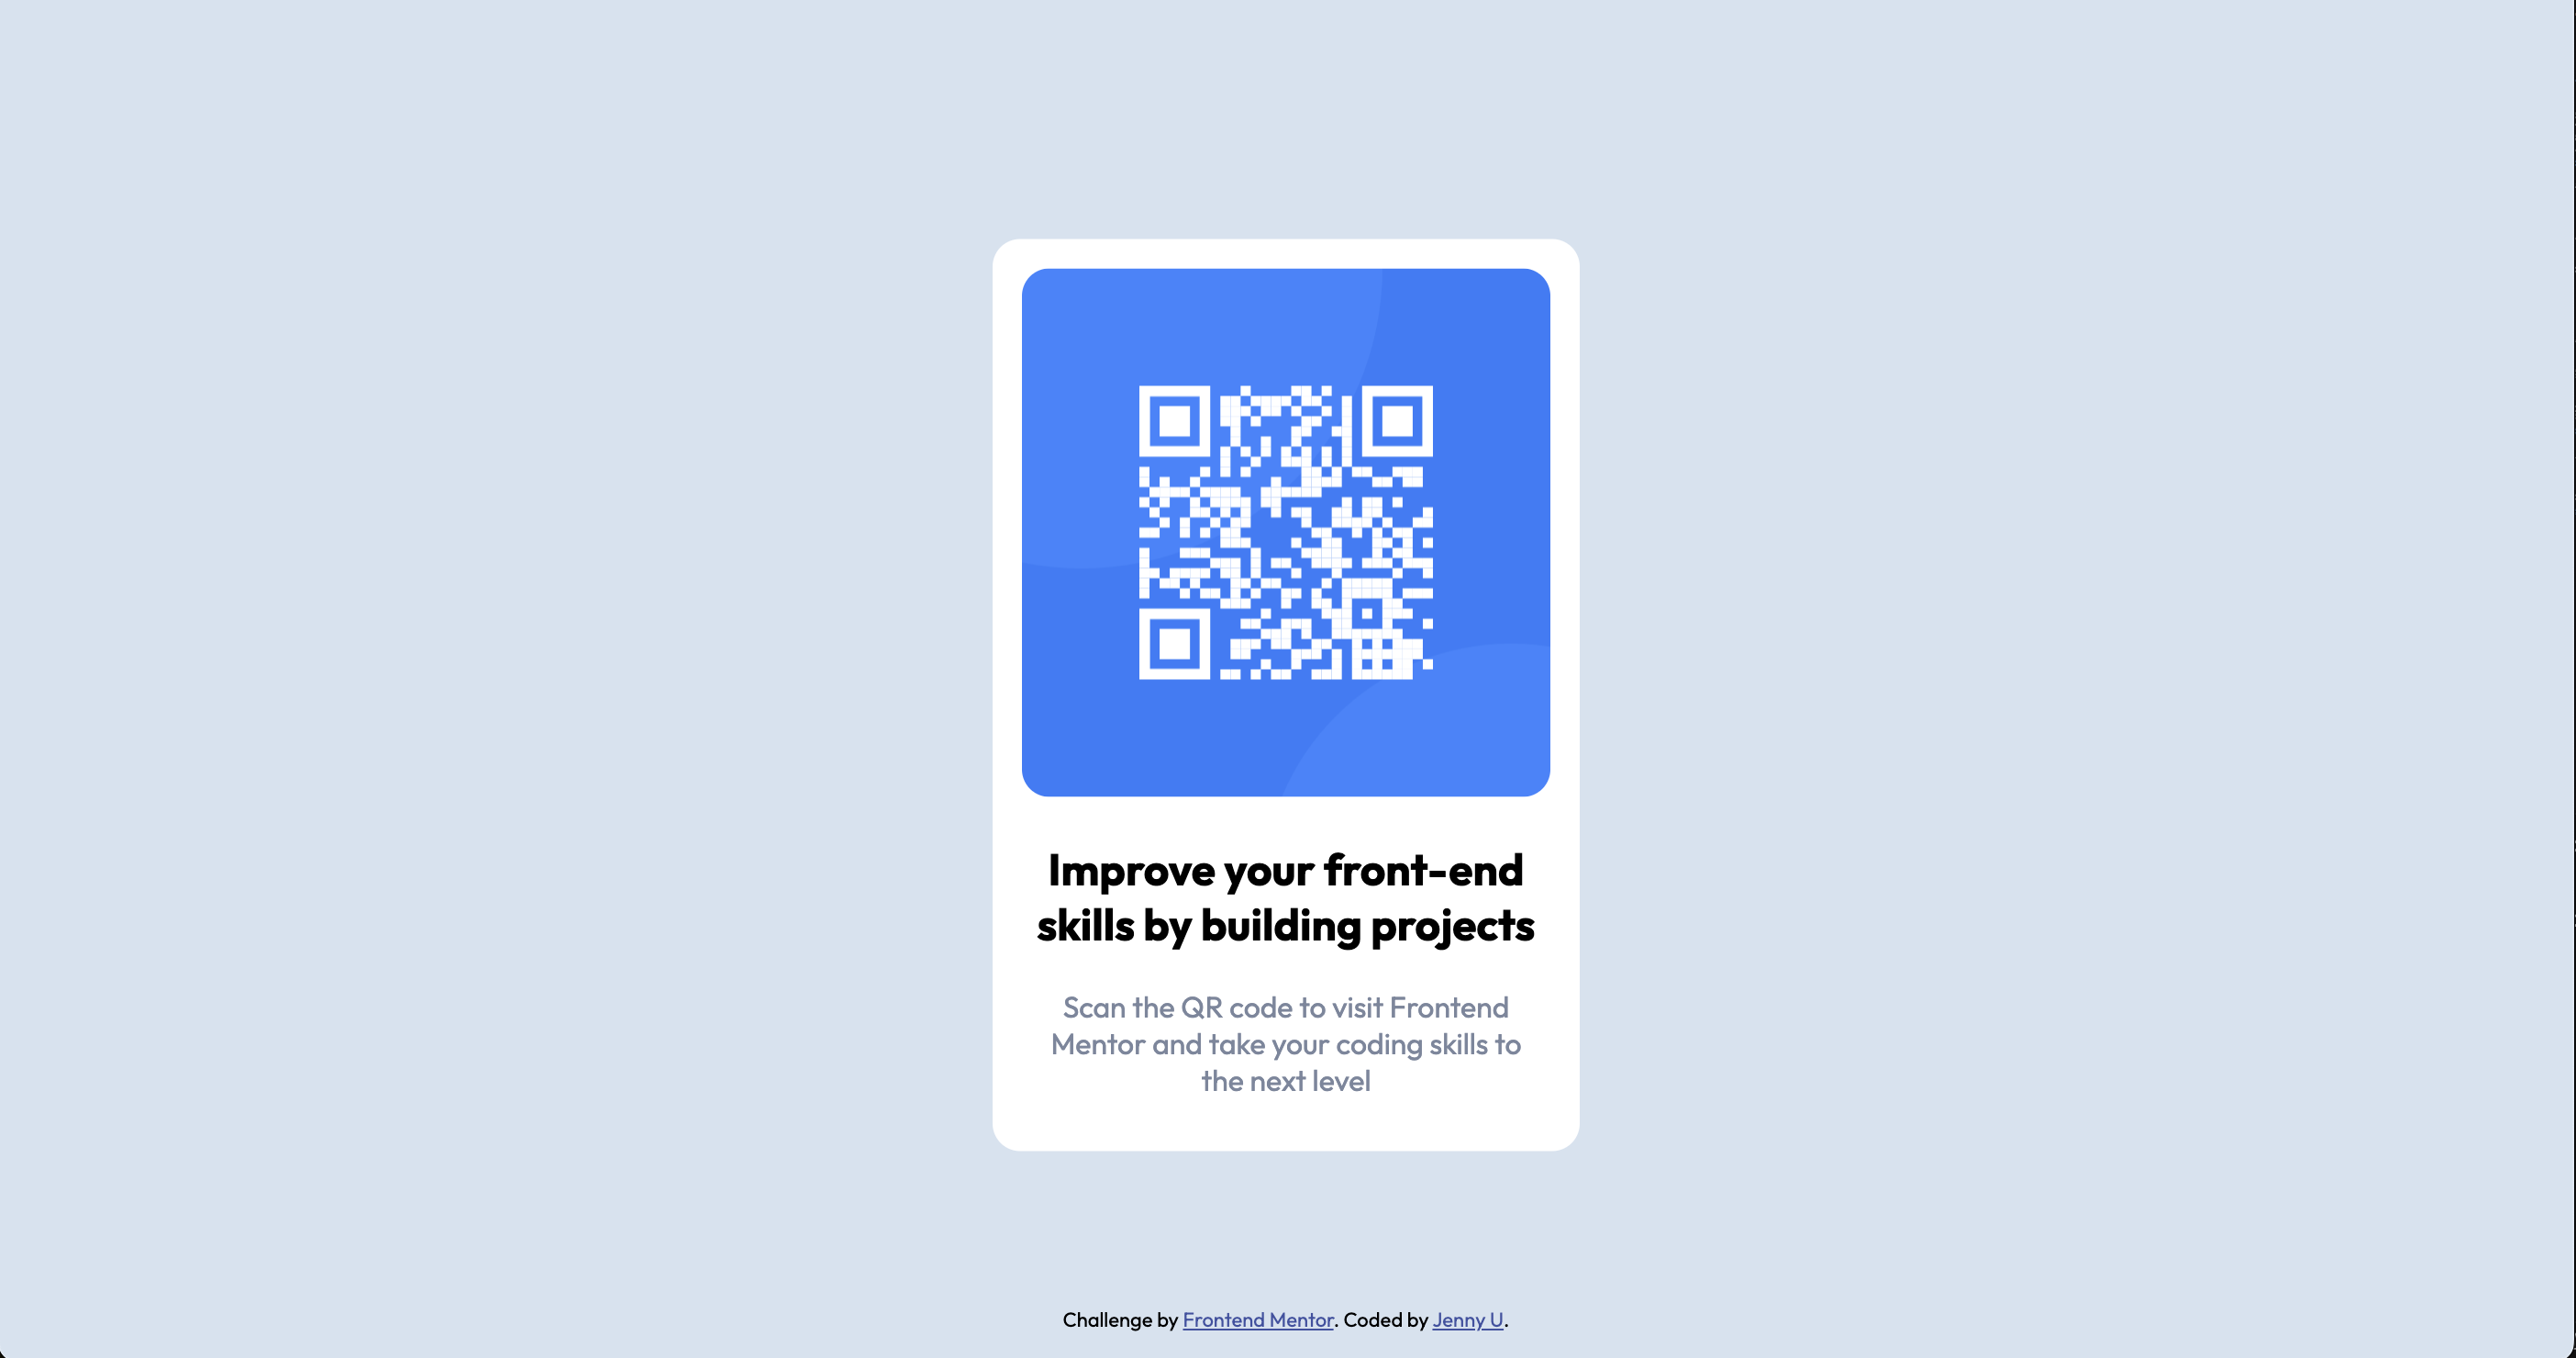 Improve your front-end
skills by building projects
Scan the QR code to visit Frontend
Mentor and take your coding skills to
the next level
Challenge by Frontend Mentor. Coded by Jenny U.